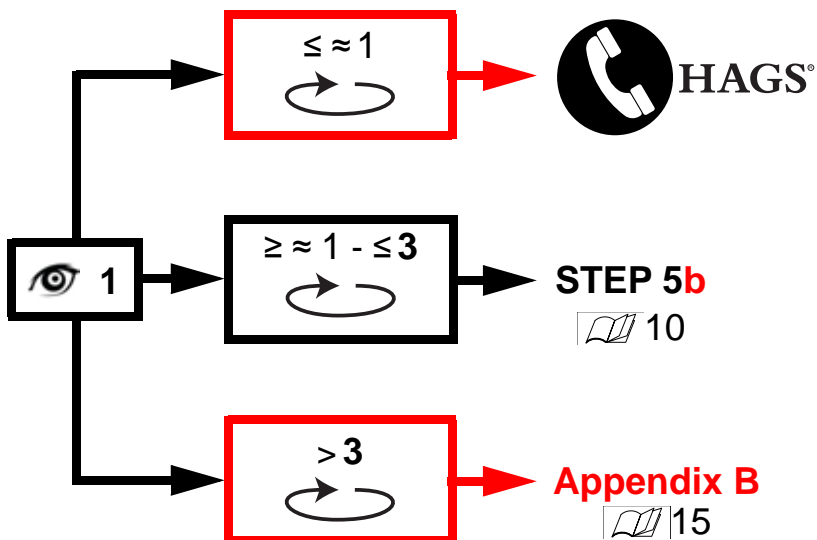 ≤ ≈ 1
HAGS®
1
≥ ≈ 1 - ≤ 3
STEP 5b
10
> 3
Appendix B
15